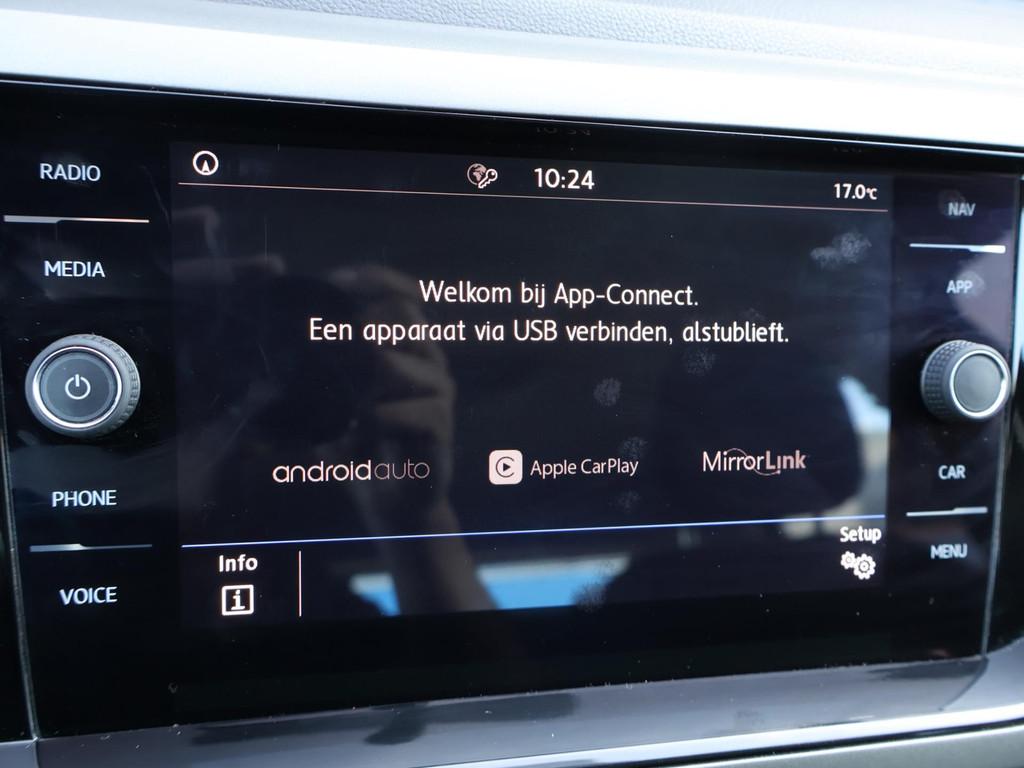 RADIO
MEDIA
PHONE
VOICE
10:24
17.0°C
Welkom bij App-Connect.
Een apparaat via USB verbinden, alstublieft.
androidauto
Apple CarPlay
MirrorLink
Info
Setup
NAV
APP
CAR
MENU